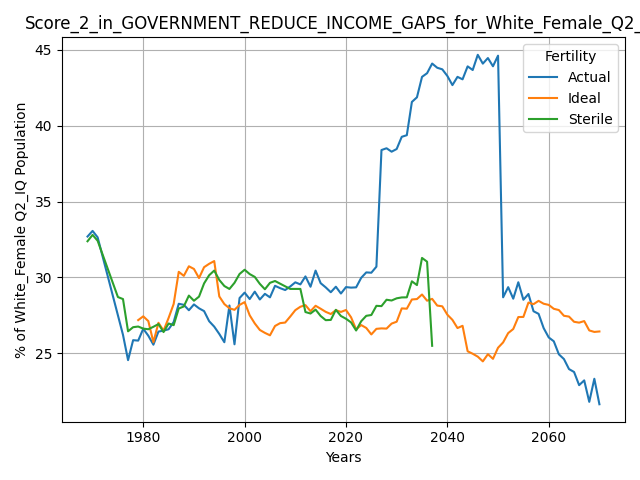 Score_2_in_GOVERNMENT_REDUCE_INCOME_GAPS_for_White_Female_Q2_
45
40
35
30
25
% of White_Female Q2_IQ Population
Fertility
Actual
Ideal
Sterile
1980
2000
2020
2040
2060
Years